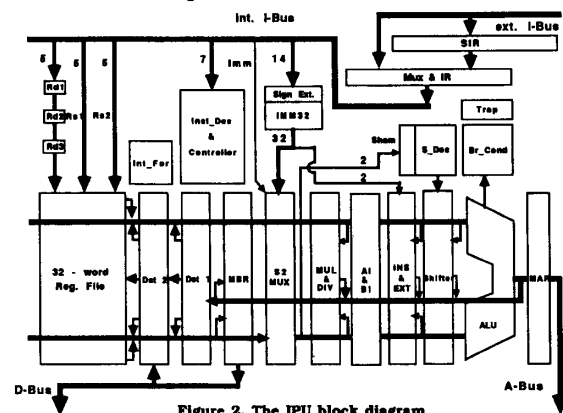 Int. I-Bus
ext. I-Bus
SIR
Mux & IR
5
5
5
7
Imm
14
Rd1
Rd2
Rd3
Rs1
Rs2
Inst_Dec
&
Controller
Sign Ext.
IMM32
32
Int_For
Sham
2
2
S_Dec
Trap
Br_Cond
32 - word
Reg. File
Dst 2
Dst 1
MBR
S2
MUX
MUL
& DIV
AI
&
BI
INS
&
EXT
Shifter
ALU
MAR
D-Bus
A-Bus
Figure 2. The IPU block diagram